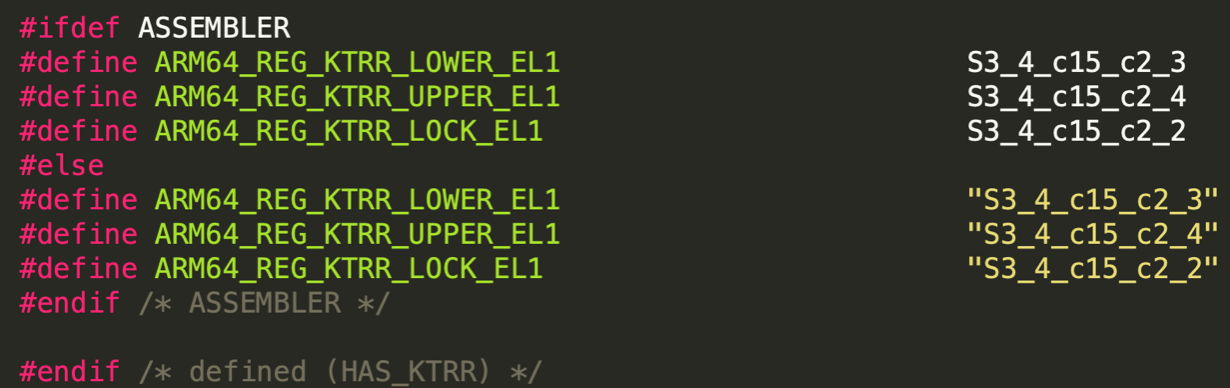 #ifdef ASSEMBLER
#define ARM64_REG_KTRR_LOWER_EL1 S3_4_c15_c2_3
#define ARM64_REG_KTRR_UPPER_EL1 S3_4_c15_c2_4
#define ARM64_REG_KTRR_LOCK_EL1 S3_4_c15_c2_2
#else
#define ARM64_REG_KTRR_LOWER_EL1 "S3_4_c15_c2_3"
#define ARM64_REG_KTRR_UPPER_EL1 "S3_4_c15_c2_4"
#define ARM64_REG_KTRR_LOCK_EL1 "S3_4_c15_c2_2"
#endif /* ASSEMBLER */
#endif /* defined (HAS_KTRR) */